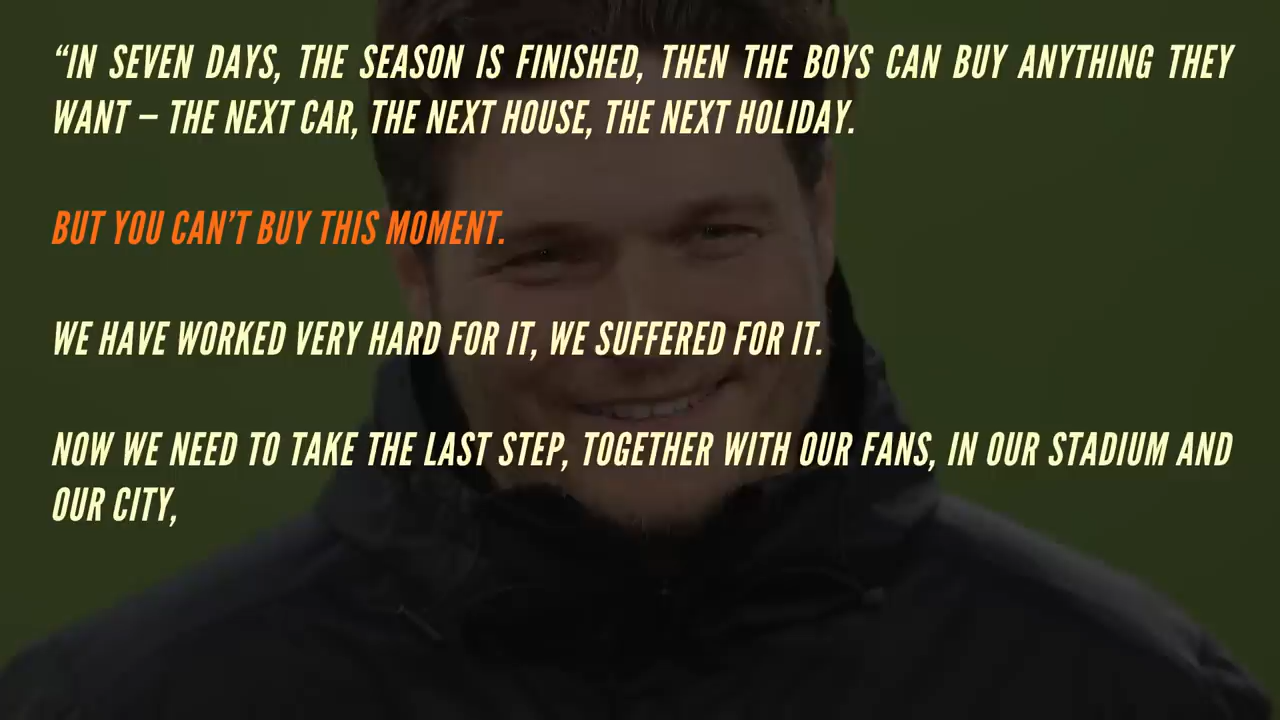 “IN SEVEN DAYS, THE SEASON IS FINISHED, THEN THE BOYS CAN BUY ANYTHING THEY
WANT – THE NEXT CAR, THE NEXT HOUSE, THE NEXT HOLIDAY.
BUT YOU CAN’T BUY THIS MOMENT.
WE HAVE WORKED VERY HARD FOR IT, WE SUFFERED FOR IT.
NOW WE NEED TO TAKE THE LAST STEP, TOGETHER WITH OUR FANS, IN OUR STADIUM AND
OUR CITY,